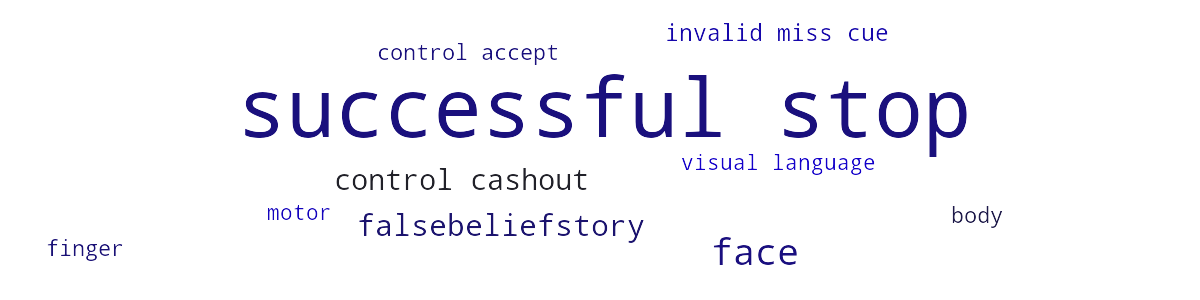 invalid miss cue
control accept
successful stop
visual language
control cashout
motor
falsebeliefstory
body
finger
face